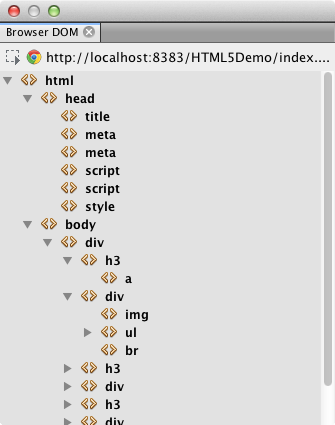 Browser DOM
http://localhost:8383/HTML5Demo/index....
html
head
title
meta
meta
script
script
style
body
div
h3
a
div
img
ul
br
h3
div
h3
div